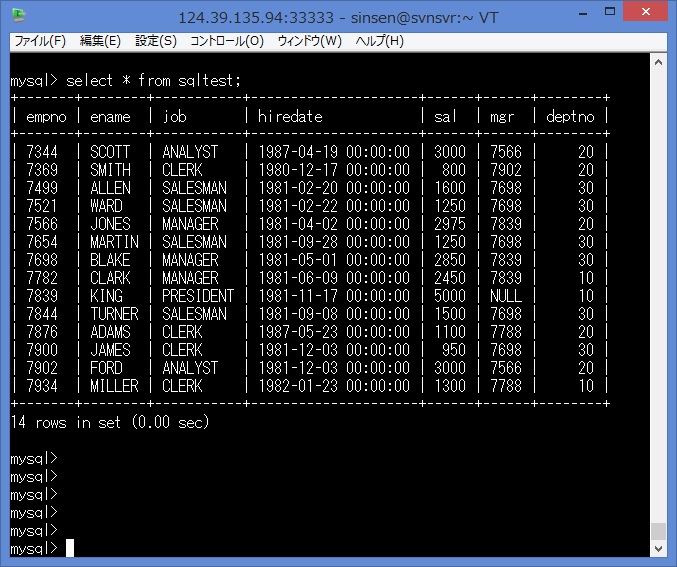 124.39.135.94:33333 - sinsen@svnsvr:~ VT
ファイル(F) 編集(E) 設定(S) コントロール(O) ウィンドウ(W) ヘルプ(H)
mysql> select * from sqltest;
+-------+--------+-----------+---------------------+------+------+--------+
| empno | ename | job | hiredate | sal | mgr | deptno |
+-------+--------+-----------+---------------------+------+------+--------+
| 7344 | SCOTT | ANALYST | 1987-04-19 00:00:00 | 3000 | 7566 | 20 |
| 7369 | SMITH | CLERK | 1980-12-17 00:00:00 | 800 | 7902 | 20 |
| 7499 | ALLEN | SALESMAN | 1981-02-20 00:00:00 | 1600 | 7698 | 30 |
| 7521 | WARD | SALESMAN | 1981-02-22 00:00:00 | 1250 | 7698 | 30 |
| 7566 | JONES | MANAGER | 1981-04-02 00:00:00 | 2975 | 7839 | 20 |
| 7654 | MARTIN | SALESMAN | 1981-09-28 00:00:00 | 1250 | 7698 | 30 |
| 7698 | BLAKE | MANAGER | 1981-05-01 00:00:00 | 2850 | 7839 | 30 |
| 7782 | CLARK | MANAGER | 1981-06-09 00:00:00 | 2450 | 7839 | 10 |
| 7839 | KING | PRESIDENT | 1981-11-17 00:00:00 | 5000 | NULL | 10 |
| 7844 | TURNER | SALESMAN | 1981-09-08 00:00:00 | 1500 | 7698 | 30 |
| 7876 | ADAMS | CLERK | 1987-05-23 00:00:00 | 1100 | 7788 | 20 |
| 7900 | JAMES | CLERK | 1981-12-03 00:00:00 | 950 | 7698 | 30 |
| 7902 | FORD | ANALYST | 1981-12-03 00:00:00 | 3000 | 7566 | 20 |
| 7934 | MILLER | CLERK | 1982-01-23 00:00:00 | 1300 | 7788 | 10 |
+-------+--------+-----------+---------------------+------+------+--------+
14 rows in set (0.00 sec)
mysql>
mysql>
mysql>
mysql>
mysql>
mysql>